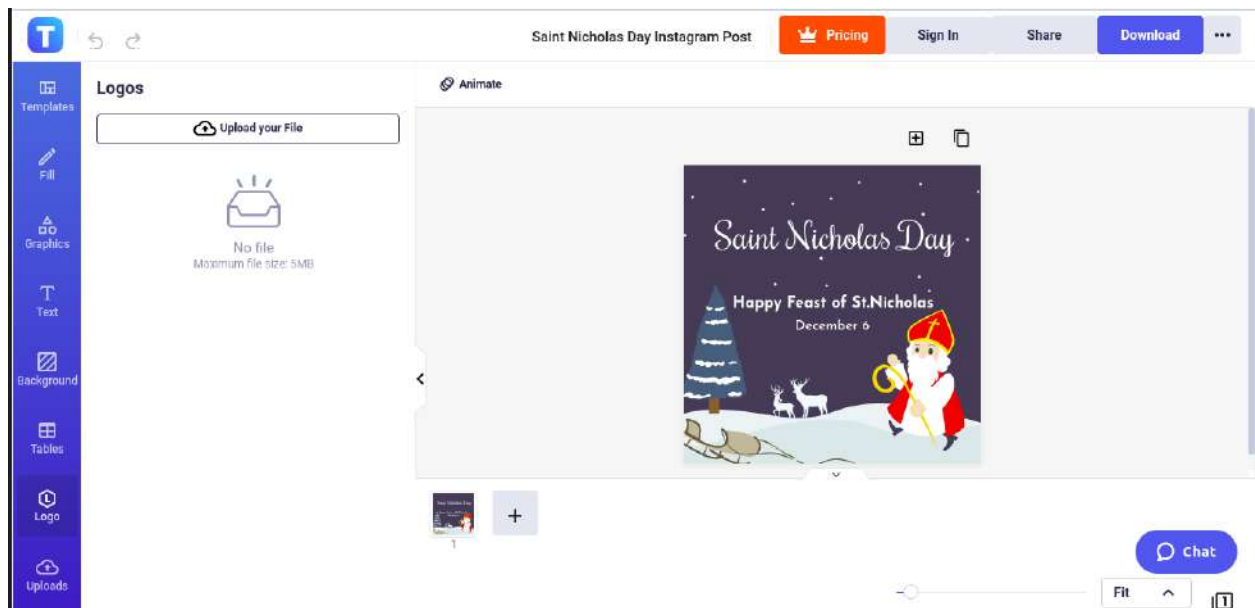 T
Saint Nicholas Day Instagram Post
Pricing
Sign In
Share
Download
Templates
Fill
Graphics
Text
Background
Tables
Logo
Uploads
Logos
Upload your File
No file
Maximum file size: 5MB
Animate
Saint Nicholas Day
Happy Feast of St.Nicholas
December 6
1
Chat
Fit
1